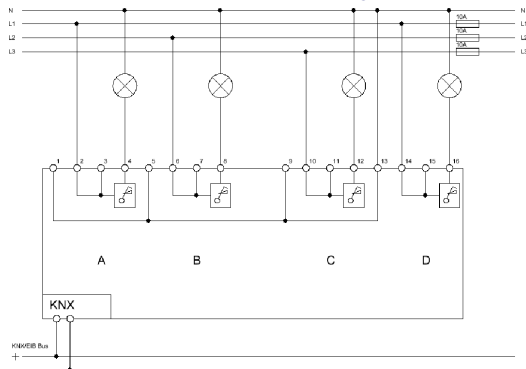 N N
10A
L1 L1
10A
L2 L2
10A
L3 L3
1 2 3 4 5 6 7 8 9 10 11 12 13 14 15 16
A B C D
KNX
KNX/EIB Bus
+